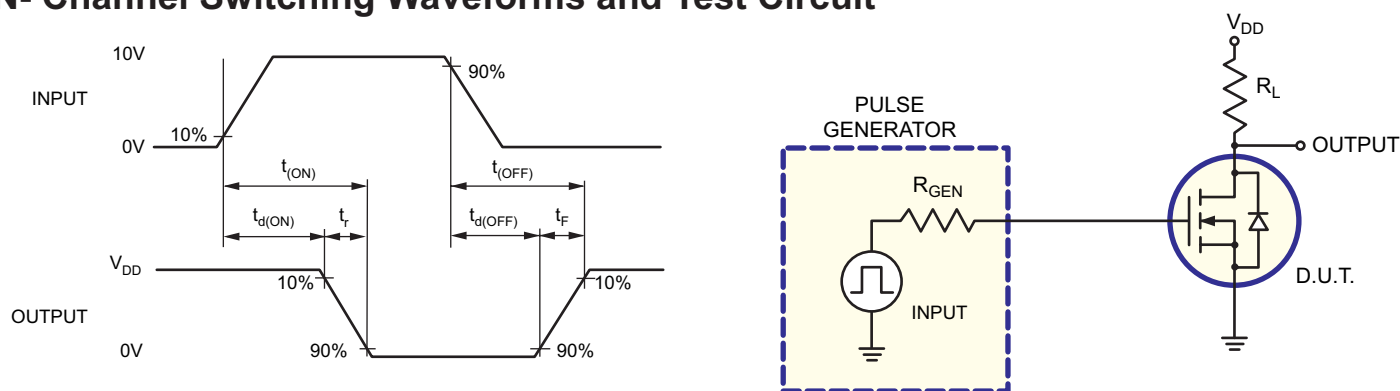 N- Channel Switching Waveforms and Test Circuit
10V
INPUT
10%
0V
90%
t(ON)
t(OFF)
td(ON)
tr
td(OFF)
tF
VDD
10%
10%
OUTPUT
0V
90%
90%
PULSE
GENERATOR
RGEN
INPUT
VDD
RL
OUTPUT
D.U.T.